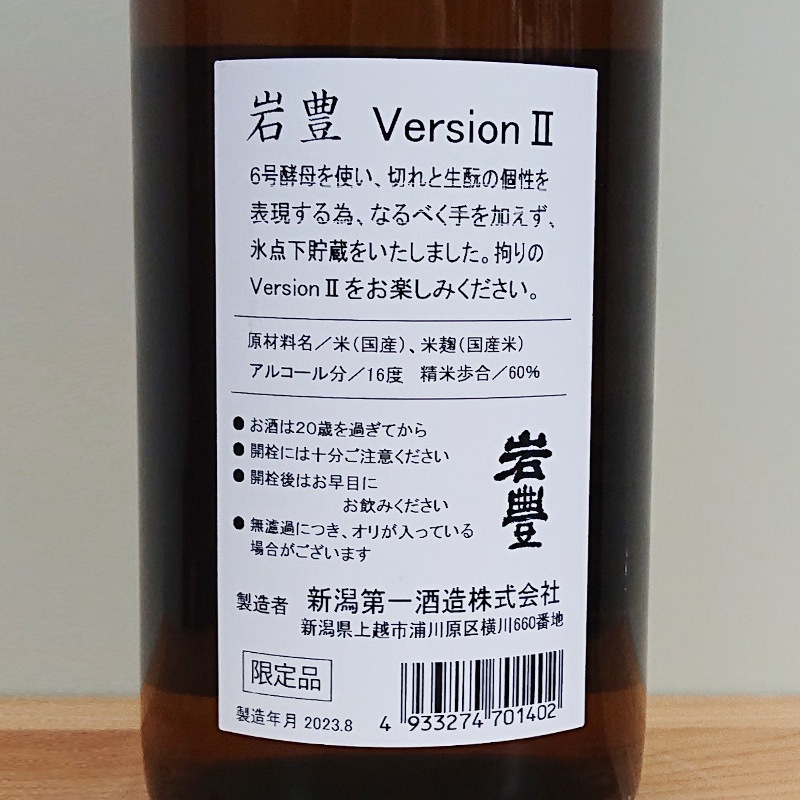 岩豊 Version Ⅱ
6号酵母を使い、切れと生酛の個性を
表現する為、なるべく手を加えず、
氷点下貯蔵をいたしました。拘りの
Version Ⅱをお楽しみください。
原材料名／米（国産）、米麹（国産米）
アルコール分／16度 精米歩合／60％
●お酒は20歳を過ぎてから
●開栓には十分ご注意ください
●開栓後はお早目に
お飲みください
●無濾過につき、オリが入っている
場合がございます
岩豊
製造者 新潟第一酒造株式会社
新潟県上越市浦川原区横川660番地
限定品
製造年月 2023.8
4 933274 701402